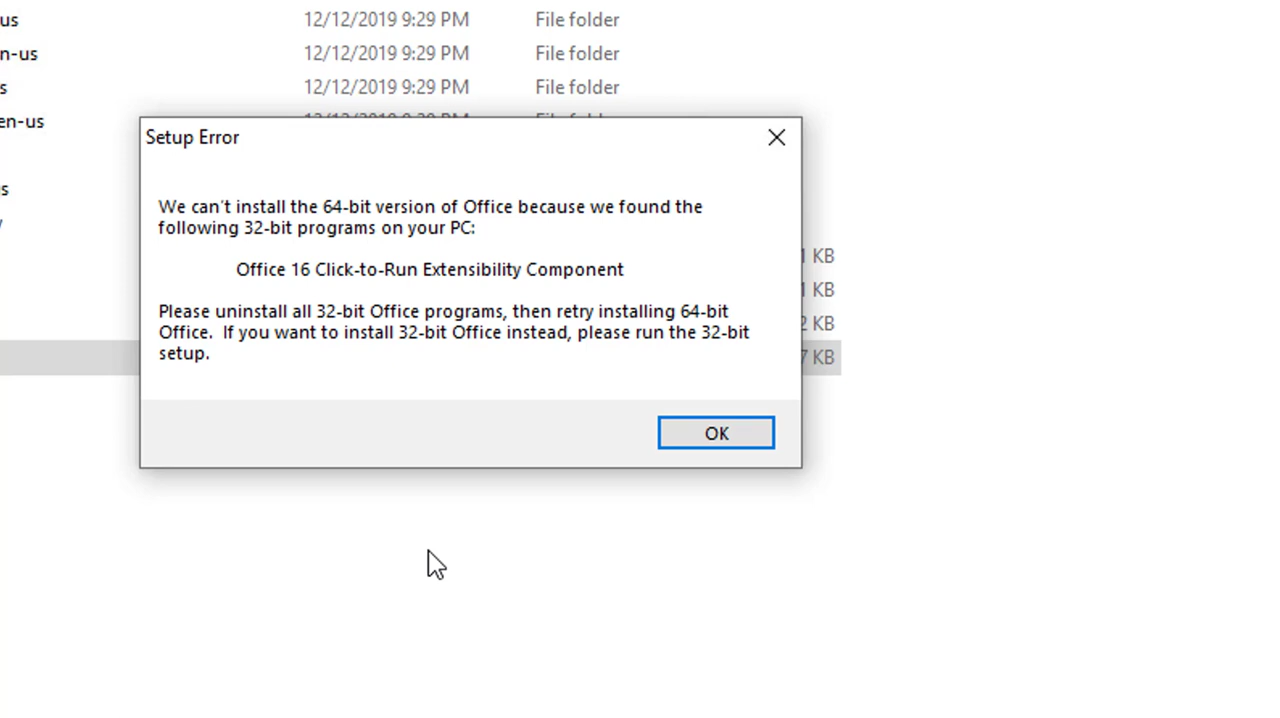 us 12/12/2019 9:29 PM File folder
n-us 12/12/2019 9:29 PM File folder
s 12/12/2019 9:29 PM File folder
en-us
Setup Error
We can't install the 64-bit version of Office because we found the
following 32-bit programs on your PC:
Office 16 Click-to-Run Extensibility Component
Please uninstall all 32-bit Office programs, then retry installing 64-bit
Office. If you want to install 32-bit Office instead, please run the 32-bit
setup.
OK
s
1 KB
1 KB
2 KB
7 KB